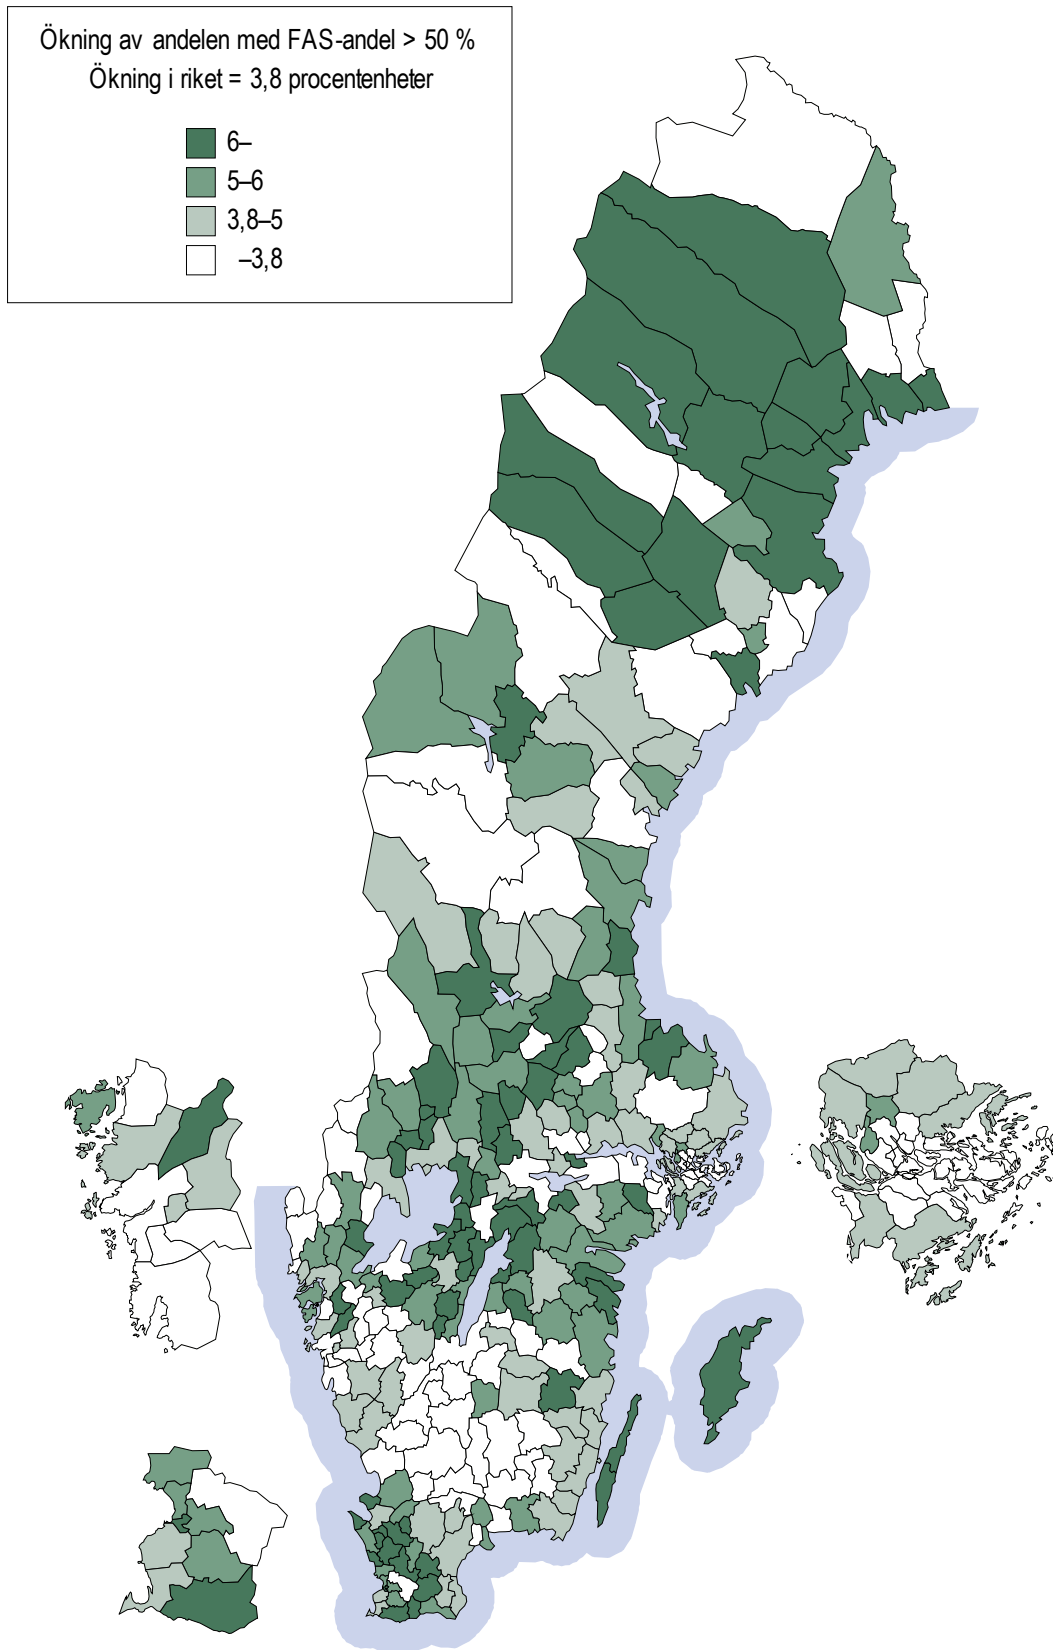 Ökning av andelen med FAS-andel > 50 %
Ökning i riket = 3,8 procentenheter
6–
5–6
3,8–5
–3,8